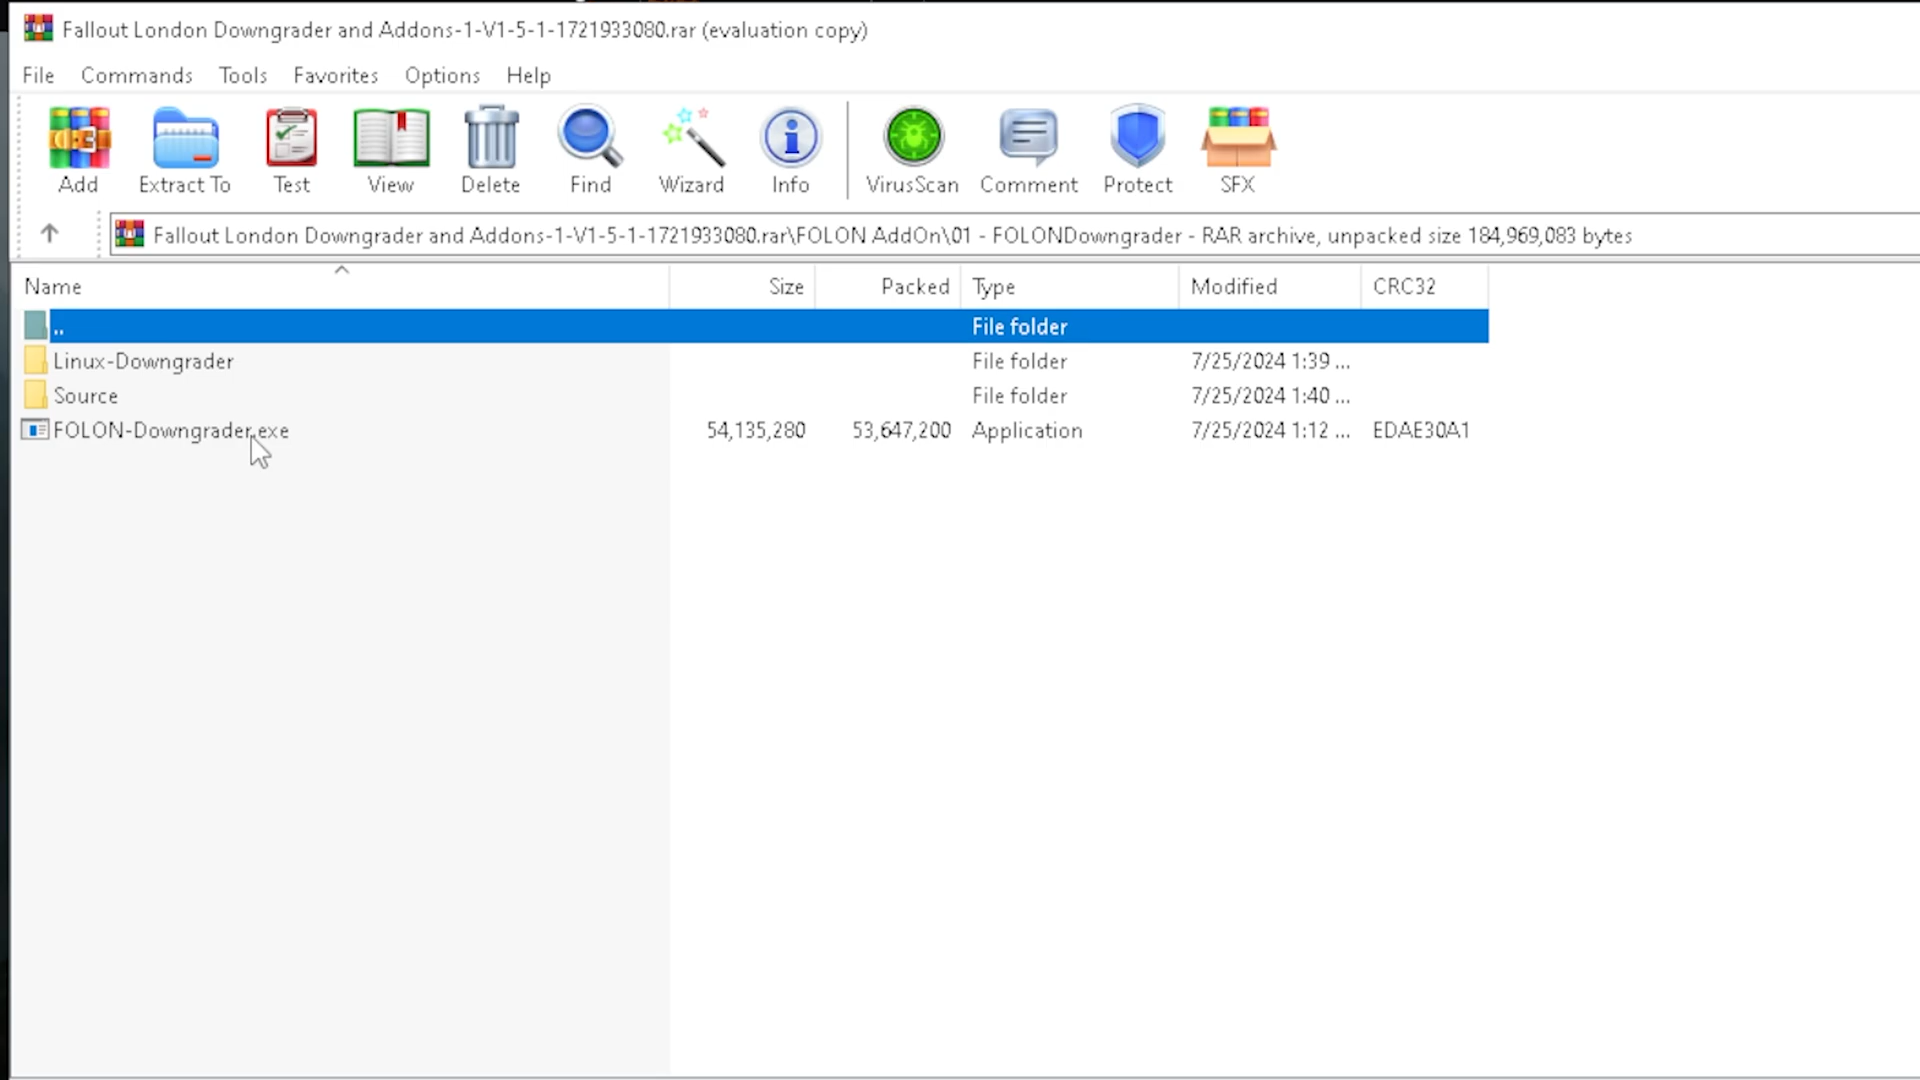 Fallout London Downgrader and Addons-1-V1-5-1-1721933080.rar (evaluation copy)
File Commands Tools Favorites Options Help
Add Extract To Test View Delete Find Wizard Info VirusScan Comment Protect SFX
Fallout London Downgrader and Addons-1-V1-5-1-1721933080.rar\FOLON AddOn\01 - FOLONDowngrader - RAR archive, unpacked size 184,969,083 bytes
Name Size Packed Type Modified CRC32
.. File folder
Linux-Downgrader File folder 7/25/2024 1:39 ...
Source File folder 7/25/2024 1:40 ...
FOLON-Downgrader.exe 54,135,280 53,647,200 Application 7/25/2024 1:12 ... EDAE30A1